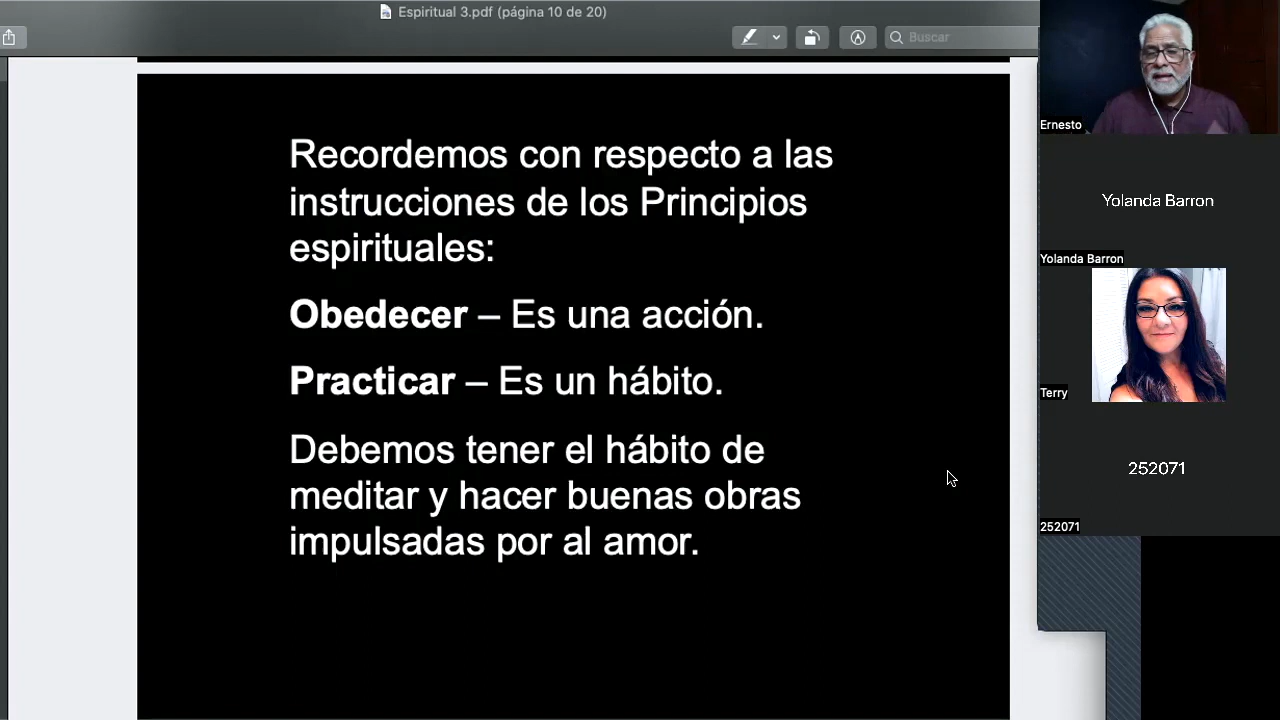 Espiritual 3.pdf (página 10 de 20)
Buscar
Recordemos con respecto a las
instrucciones de los Principios
espirituales:
Obedecer – Es una acción.
Practicar – Es un hábito.
Debemos tener el hábito de
meditar y hacer buenas obras
impulsadas por al amor.
Ernesto
Yolanda Barron
Yolanda Barron
Terry
252071
252071